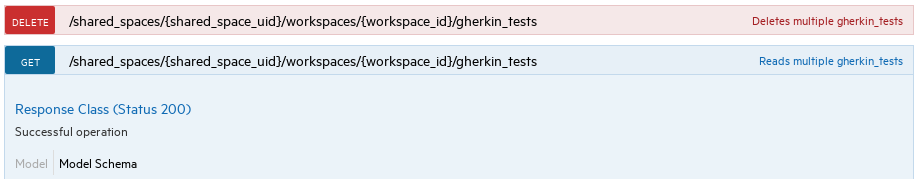 DELETE /shared_spaces/{shared_space_uid}/workspaces/{workspace_id}/gherkin_tests Deletes multiple gherkin_tests
GET /shared_spaces/{shared_space_uid}/workspaces/{workspace_id}/gherkin_tests Reads multiple gherkin_tests
Response Class (Status 200)
Successful operation
Model Model Schema